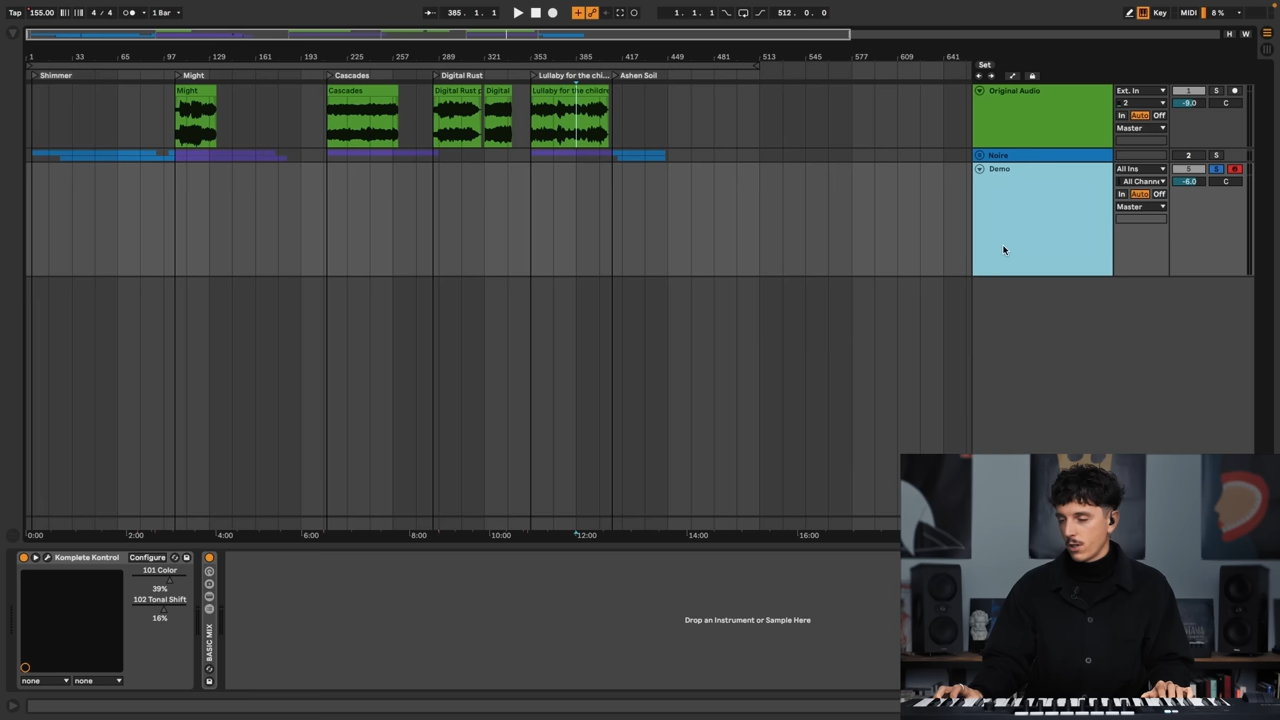 Tap 155.00 4 / 4 1 Bar 385. 1. 1 1. 1. 1 512. 0. 0 Key MIDI 8 %
H W
1 33 65 97 129 161 193 225 257 289 321 353 385 417 449 481 513 545 577 609 641
Set
Shimmer Might Cascades Digital Rust Lullaby for the chi... Ashen Soil
Might Cascades Digital Rust p Digital Lullaby for the childre
Original Audio Ext. In 1 S
2 -9.0 C
In Auto Off
Master
Noire 2 S
Demo All Ins 5 S
All Channe -6.0 C
In Auto Off
Master
0:00 2:00 4:00 6:00 8:00 10:00 12:00 14:00 16:00
Komplete Kontrol Configure
101 Color
39%
102 Tonal Shift
16%
BASIC MIX
Drop an Instrument or Sample Here
none none